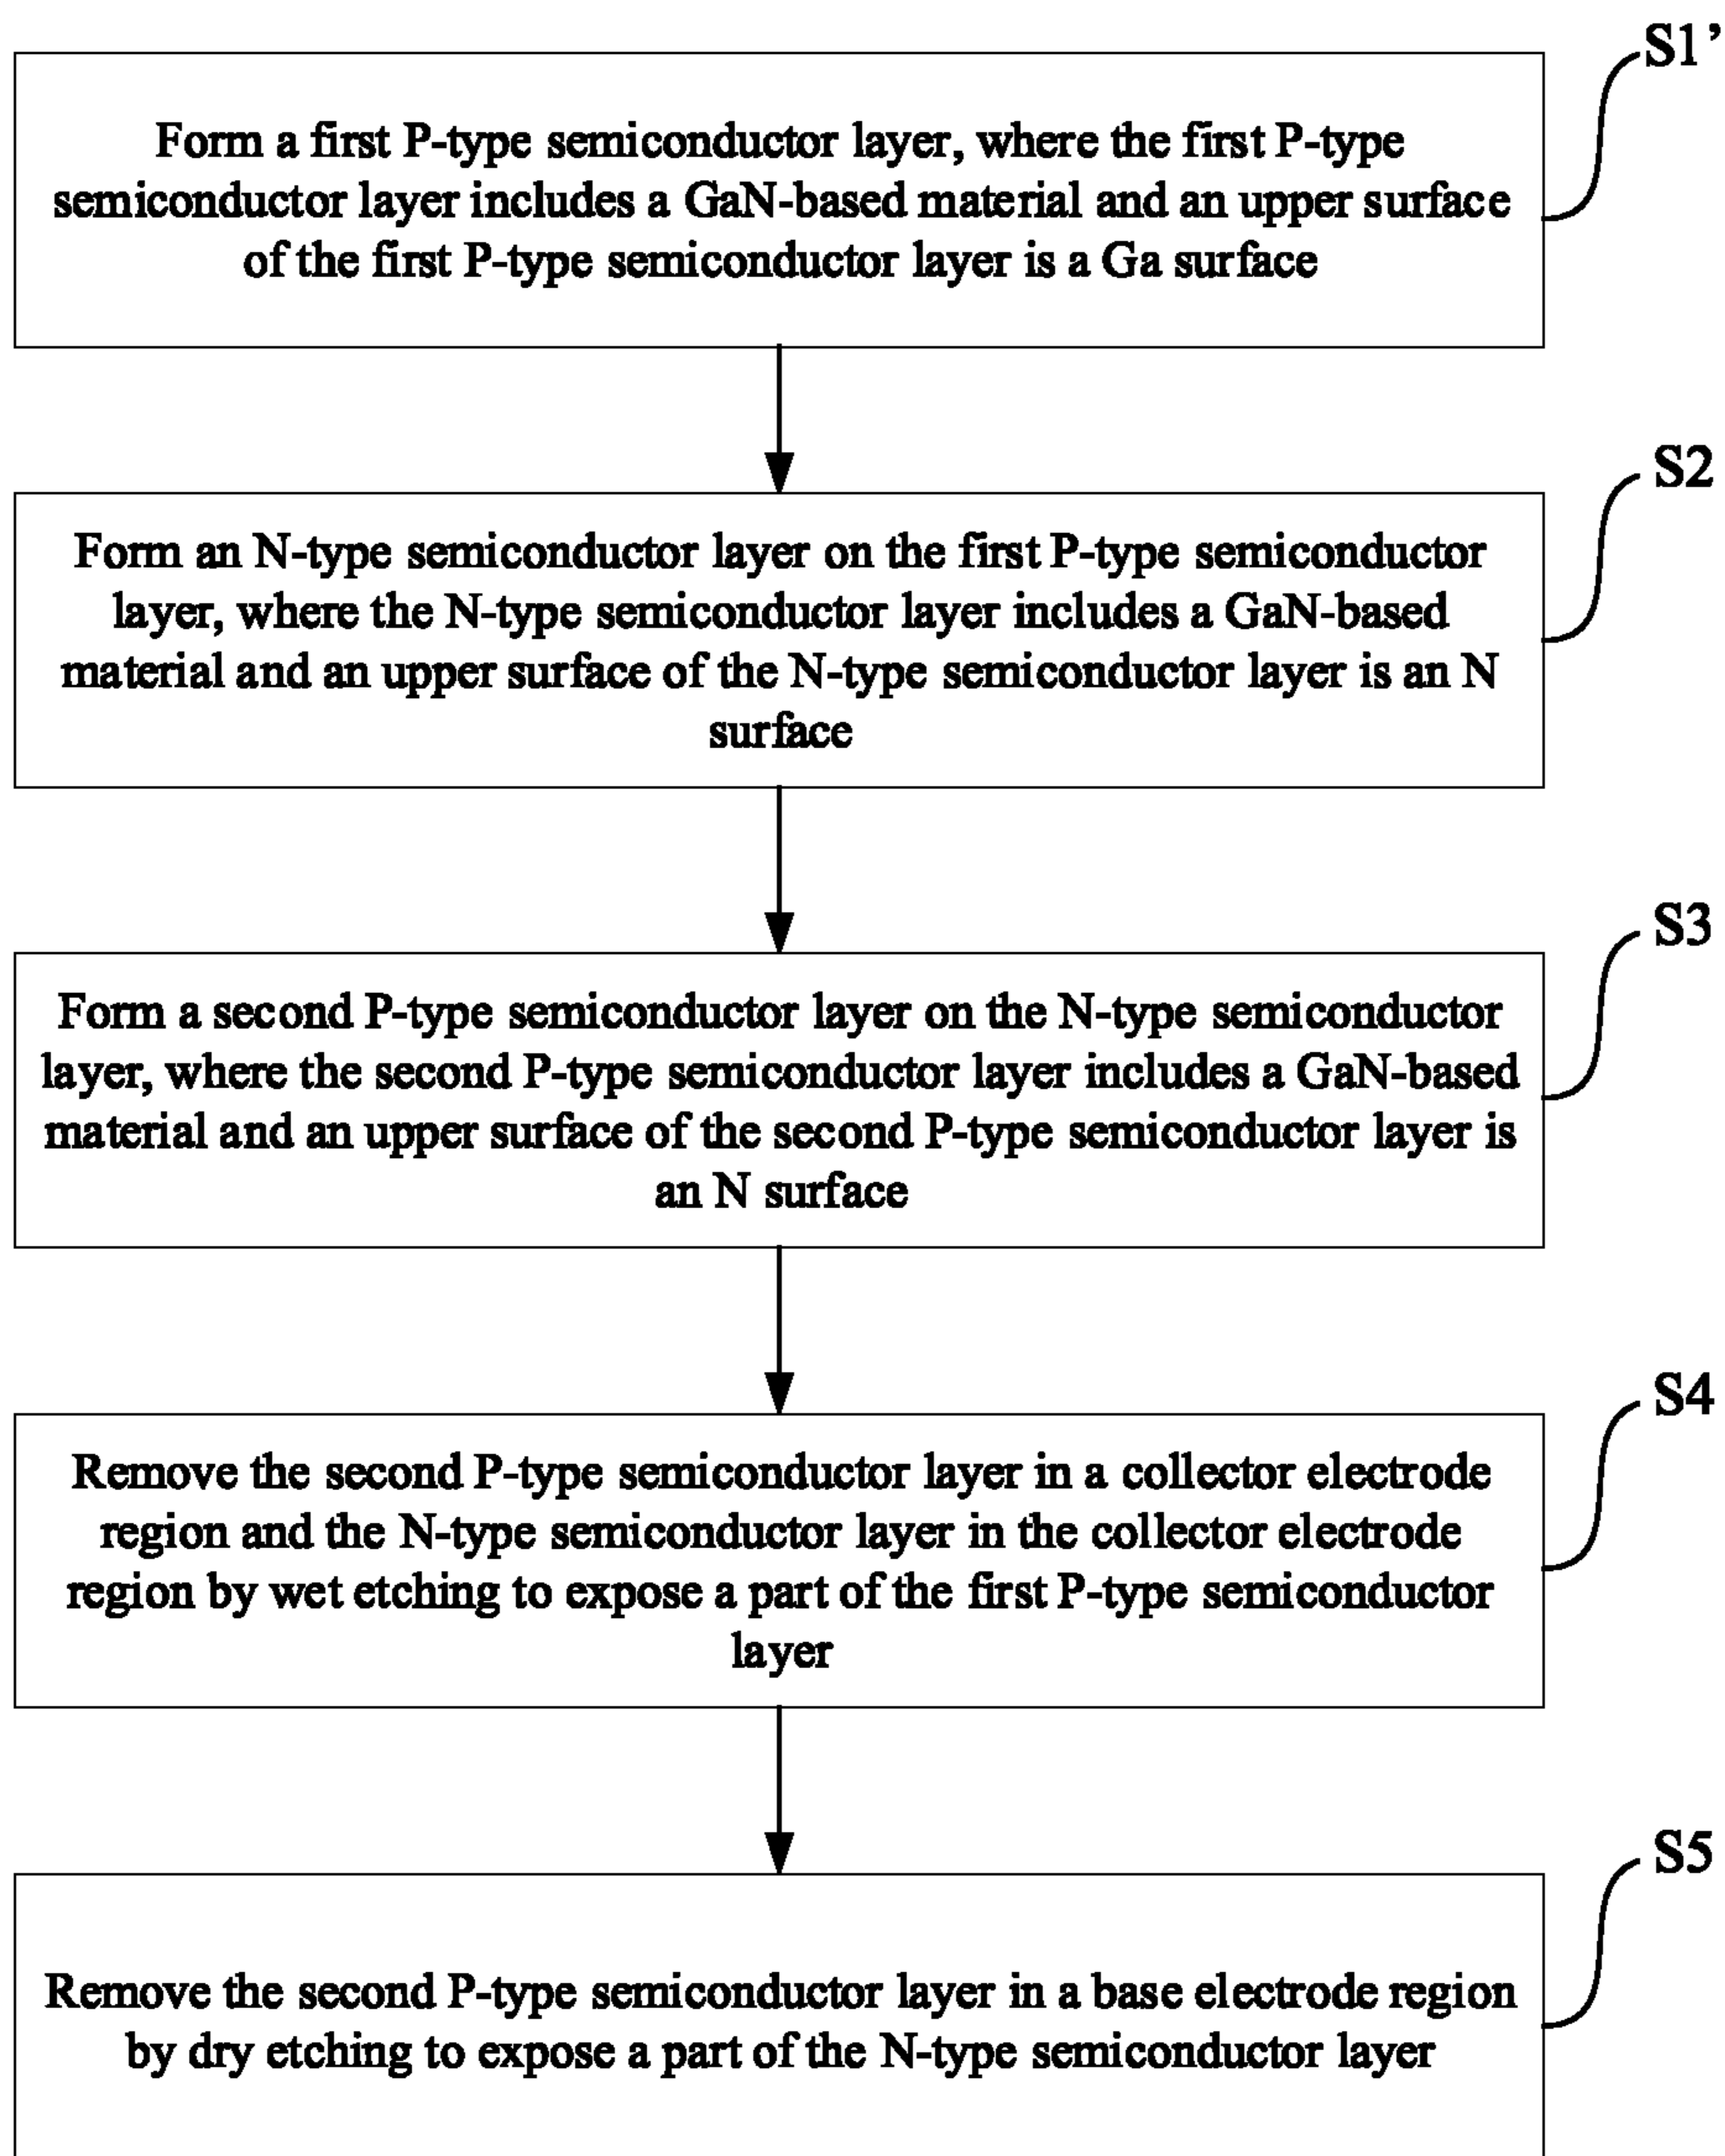 S1’
Form a first P-type semiconductor layer, where the first P-type
semiconductor layer includes a GaN-based material and an upper surface
of the first P-type semiconductor layer is a Ga surface
S2
Form an N-type semiconductor layer on the first P-type semiconductor
layer, where the N-type semiconductor layer includes a GaN-based
material and an upper surface of the N-type semiconductor layer is an N
surface
S3
Form a second P-type semiconductor layer on the N-type semiconductor
layer, where the second P-type semiconductor layer includes a GaN-based
material and an upper surface of the second P-type semiconductor layer is
an N surface
S4
Remove the second P-type semiconductor layer in a collector electrode
region and the N-type semiconductor layer in the collector electrode
region by wet etching to expose a part of the first P-type semiconductor
layer
S5
Remove the second P-type semiconductor layer in a base electrode region
by dry etching to expose a part of the N-type semiconductor layer